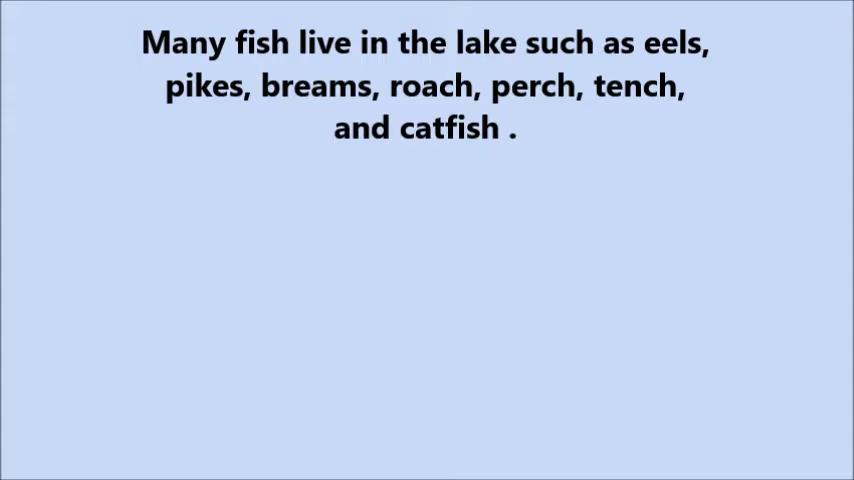 Many fish live in the lake such as eels,
pikes, breams, roach, perch, tench,
and catfish .